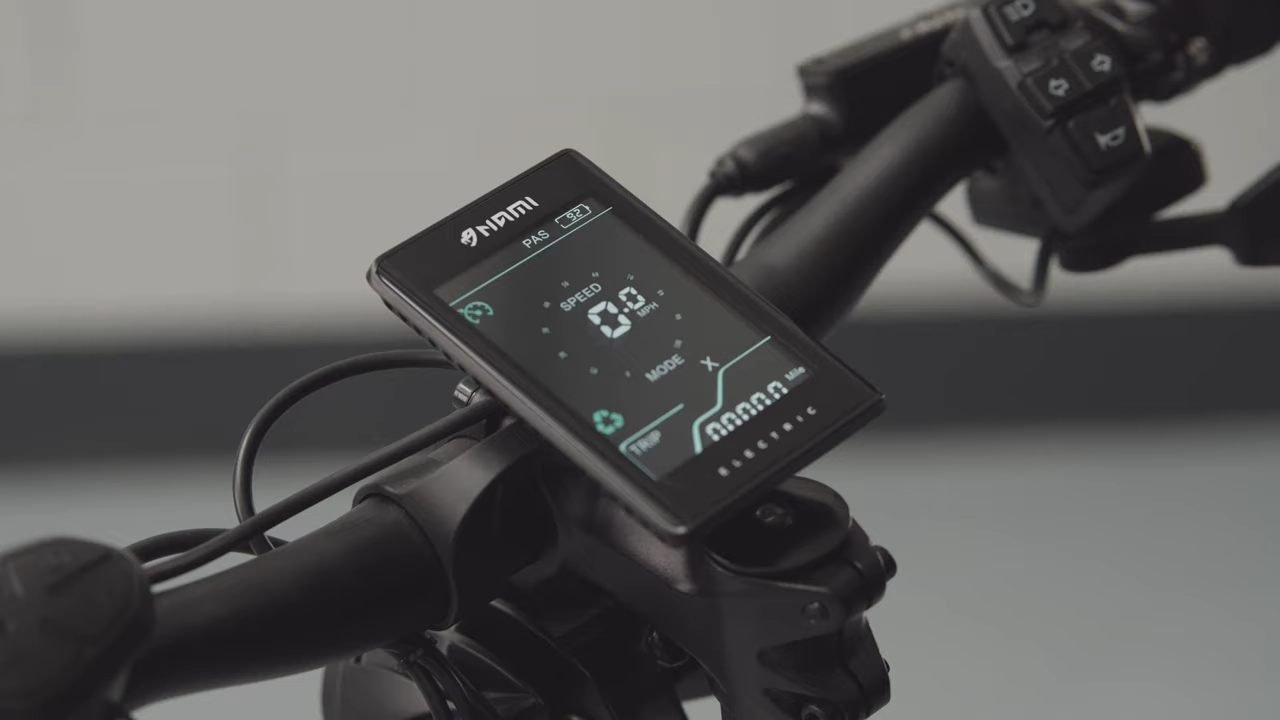 NAMI
PAS 92
SPEED
0.0 MPH
MODE X
0000.0 Mile
TRIP
ELECTRIC